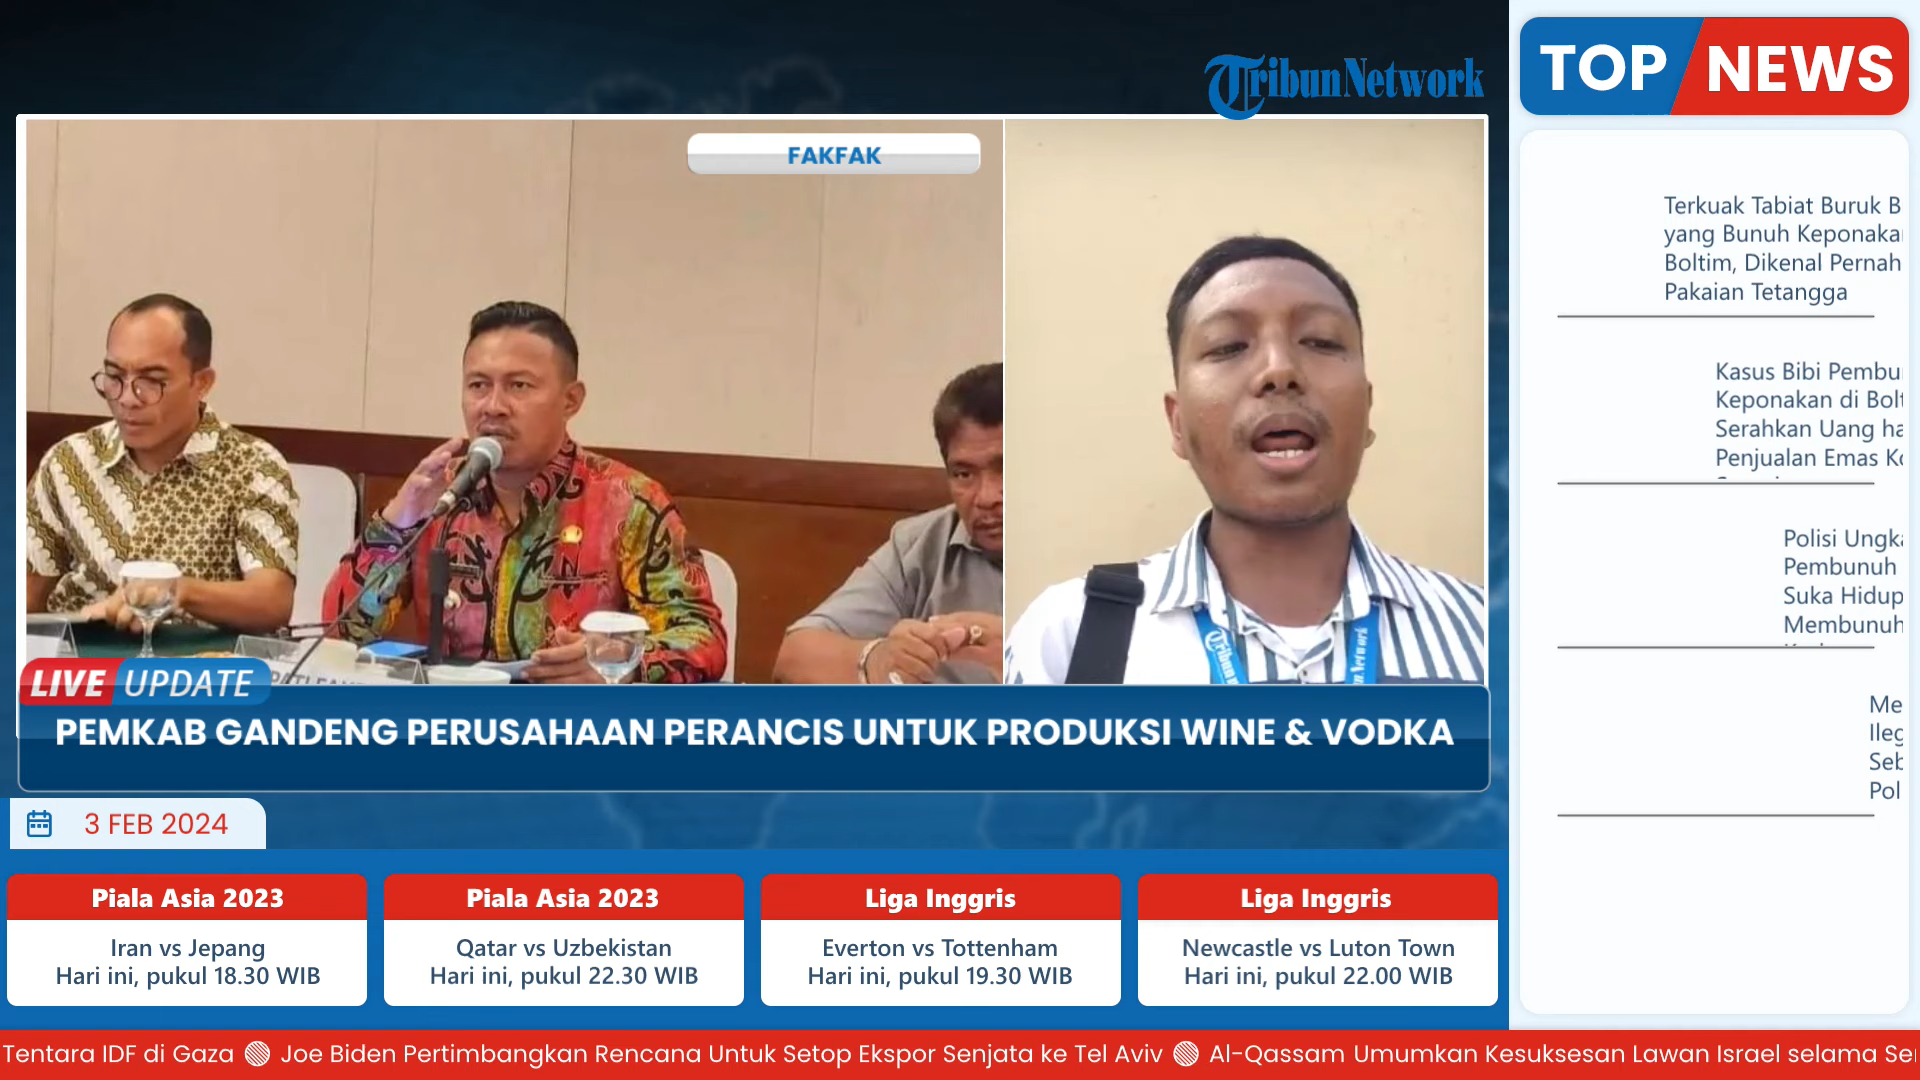 TribunNetwork
TOP NEWS
FAKFAK
Terkuak Tabiat Buruk B
yang Bunuh Keponaka
Boltim, Dikenal Pernah
Pakaian Tetangga
Kasus Bibi Pembu
Keponakan di Bolt
Serahkan Uang ha
Penjualan Emas Ko
Polisi Ungka
Pembunuh
Suka Hidup
Membunuh
Me
Ileg
Seb
Pol
Tribun
Network
LIVE UPDATE
PEMKAB GANDENG PERUSAHAAN PERANCIS UNTUK PRODUKSI WINE & VODKA
3 FEB 2024
Piala Asia 2023
Iran vs Jepang
Hari ini, pukul 18.30 WIB
Piala Asia 2023
Qatar vs Uzbekistan
Hari ini, pukul 22.30 WIB
Liga Inggris
Everton vs Tottenham
Hari ini, pukul 19.30 WIB
Liga Inggris
Newcastle vs Luton Town
Hari ini, pukul 22.00 WIB
Tentara IDF di Gaza Joe Biden Pertimbangkan Rencana Untuk Setop Ekspor Senjata ke Tel Aviv Al-Qassam Umumkan Kesuksesan Lawan Israel selama Se